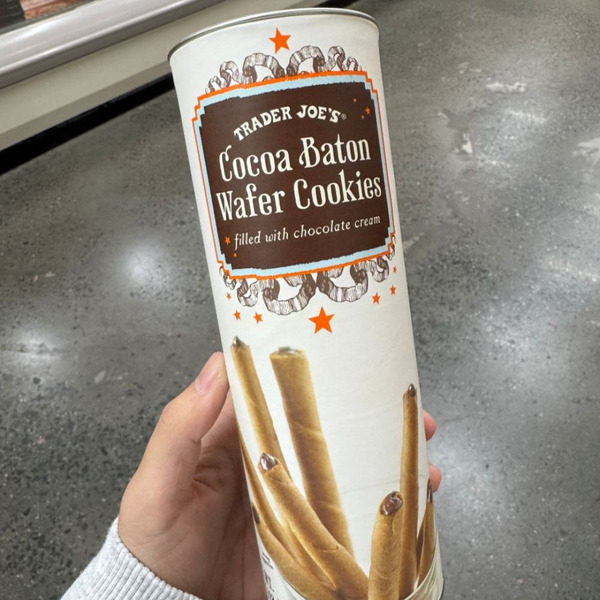 TRADER JOE'S®
Cocoa Baton
Wafer Cookies
filled with chocolate cream